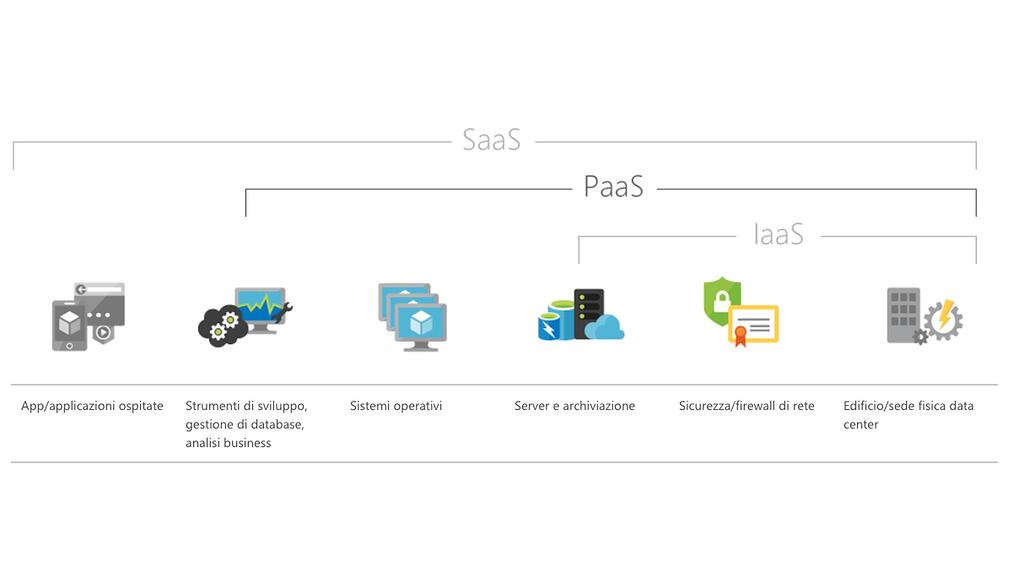 SaaS
PaaS
IaaS
App/applicazioni ospitate
Strumenti di sviluppo,
gestione di database,
analisi business
Sistemi operativi
Server e archiviazione
Sicurezza/firewall di rete
Edificio/sede fisica data
center